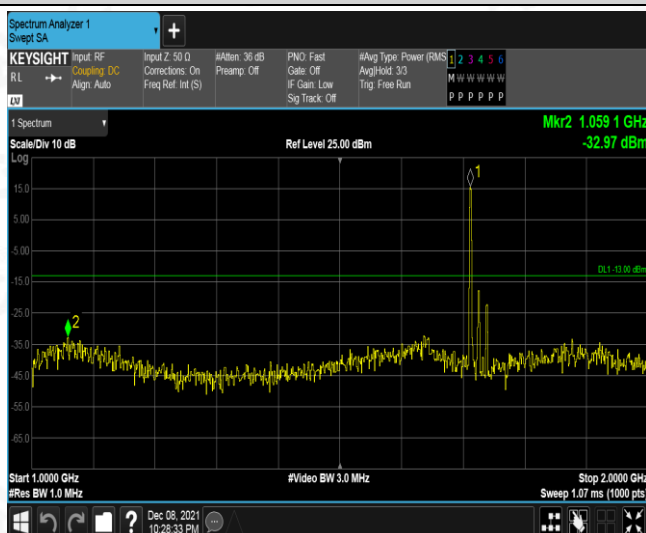 Spectrum Analyzer 1
Swept SA
+
KEYSIGHT
RL
LXI
Input: RF
Coupling: DC
Align: Auto
Input Z: 50 Ω
Corrections: On
Freq Ref: Int (S)
#Atten: 36 dB
Preamp: Off
PNO: Fast
Gate: Off
IF Gain: Low
Sig Track: Off
#Avg Type: Power (RMS
Avg|Hold: 3/3
Trig: Free Run
1 2 3 4 5 6
M W W W W W
P P P P P P
1 Spectrum
Mkr2 1.059 1 GHz
Scale/Div 10 dB
Ref Level 25.00 dBm
-32.97 dBm
Log
1
15.0
5.00
-5.00
DL1 -13.00 dBm
-15.0
-25.0
2
-35.0
-45.0
-55.0
-65.0
Start 1.0000 GHz
#Video BW 3.0 MHz
Stop 2.0000 GHz
#Res BW 1.0 MHz
Sweep 1.07 ms (1000 pts)
?
Dec 08, 2021
10:28:33 PM